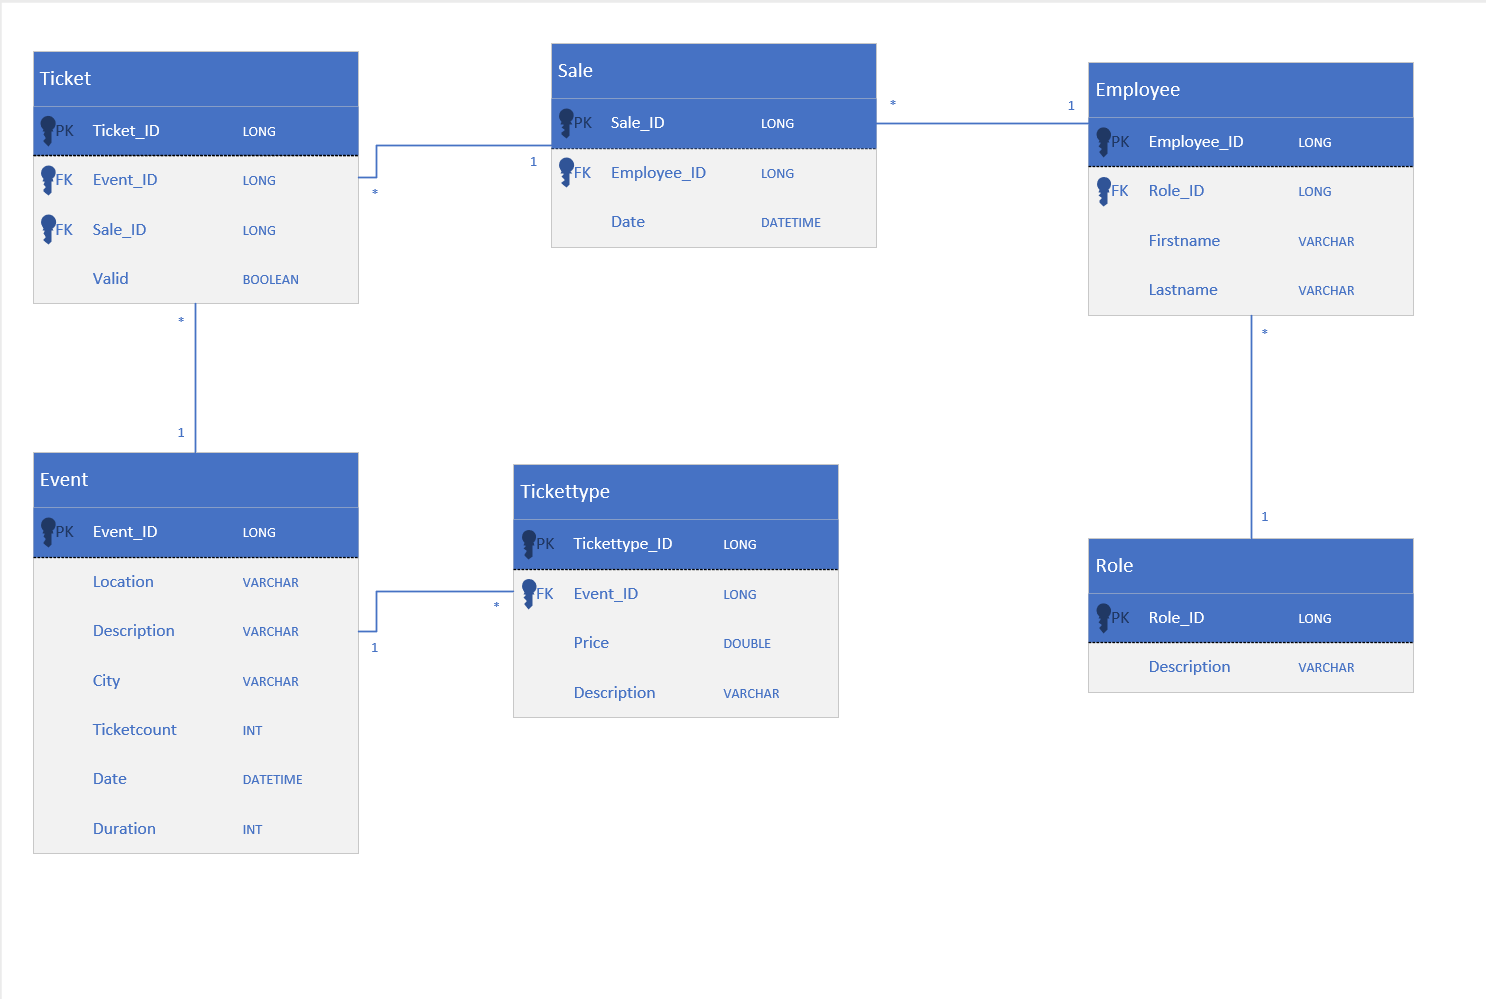 Ticket
PK Ticket_ID LONG
FK Event_ID LONG
FK Sale_ID LONG
Valid BOOLEAN
*
1
*
1
Sale
PK Sale_ID LONG
FK Employee_ID LONG
Date DATETIME
*
1
Employee
PK Employee_ID LONG
FK Role_ID LONG
Firstname VARCHAR
Lastname VARCHAR
*
1
Event
PK Event_ID LONG
Location VARCHAR
Description VARCHAR
City VARCHAR
Ticketcount INT
Date DATETIME
Duration INT
1
*
Tickettype
PK Tickettype_ID LONG
FK Event_ID LONG
Price DOUBLE
Description VARCHAR
Role
PK Role_ID LONG
Description VARCHAR